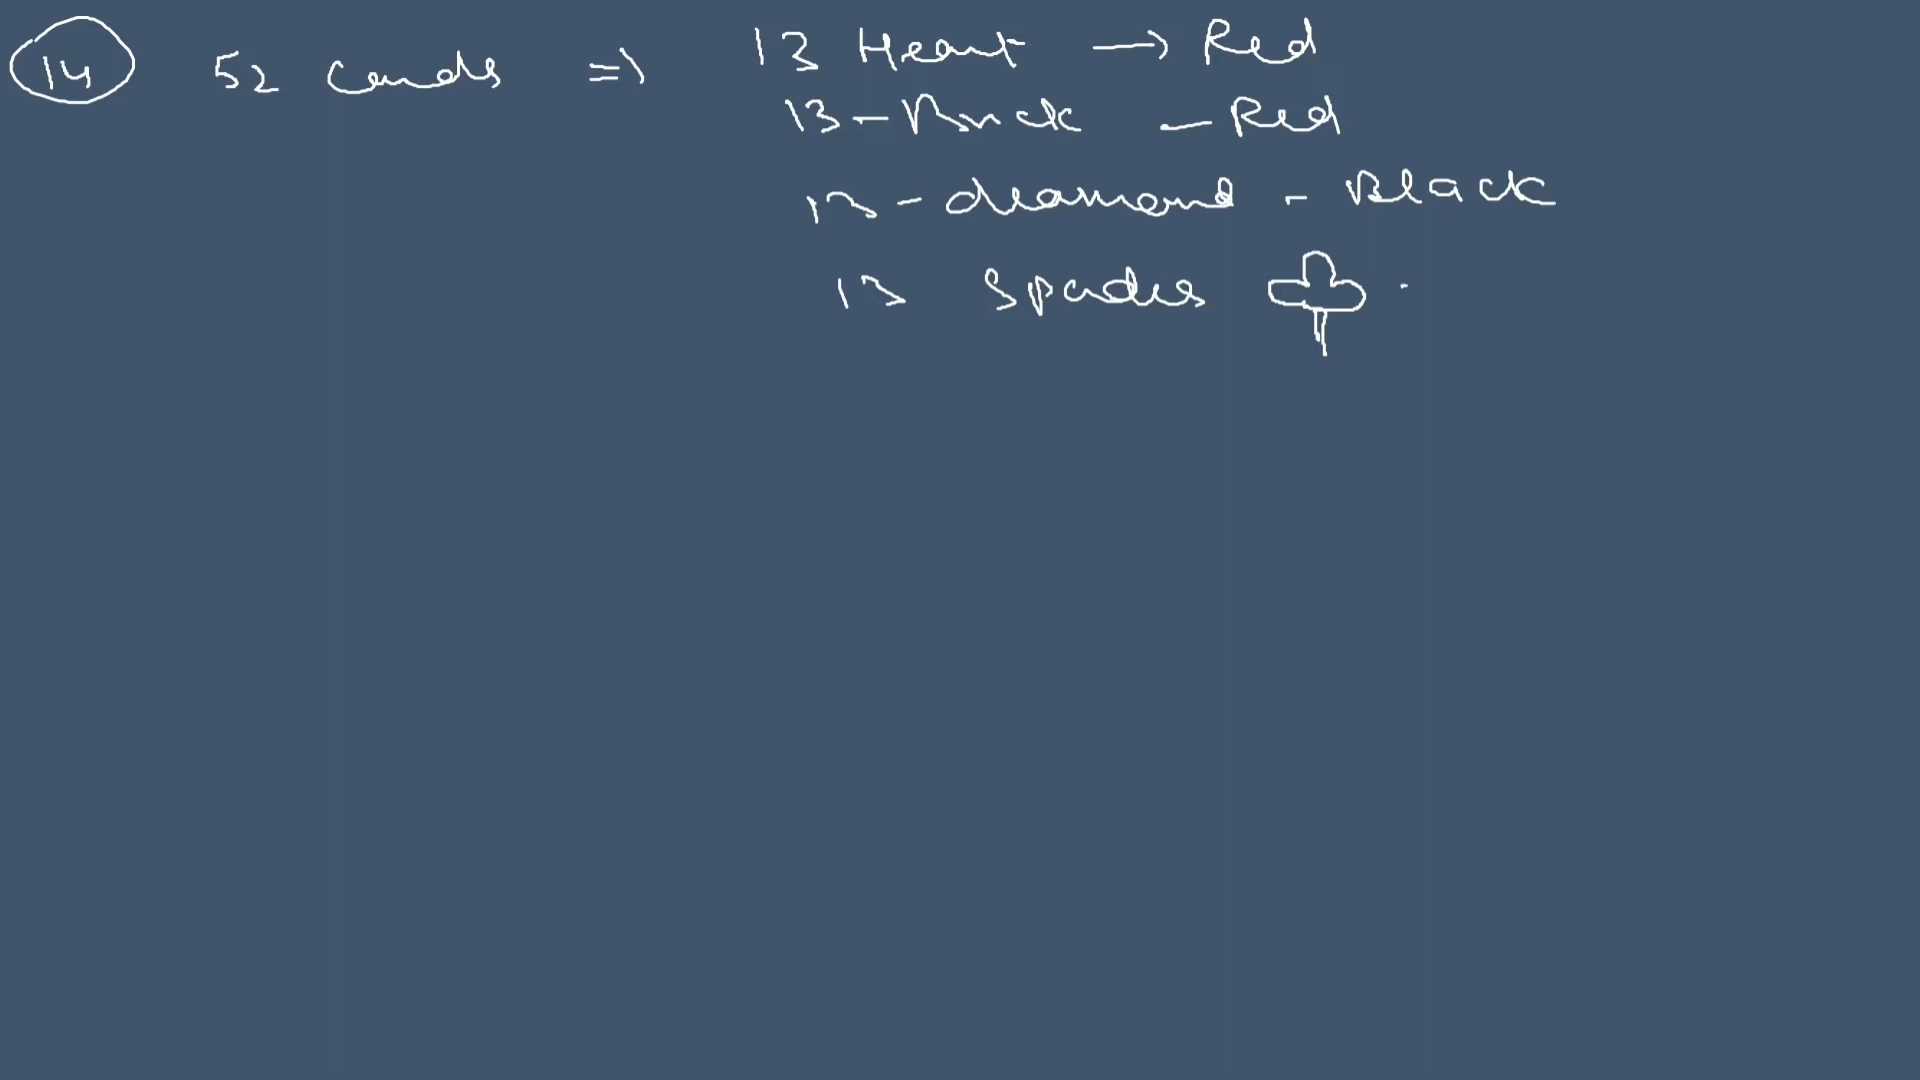 14 52 Cards => 13 Heart → Red
13 - Brick - Red
13 - diamond - Black
13 Spades